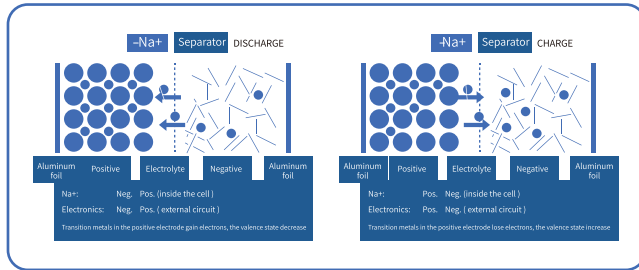 -Na+ Separator DISCHARGE
Aluminum foil Positive Electrolyte Negative Aluminum foil
Na+: Neg. Pos. (inside the cell )
Electronics: Neg. Pos. ( external circuit )
Transition metals in the positive electrode gain electrons, the valence state decrease
-Na+ Separator CHARGE
Aluminum foil Positive Electrolyte Negative Aluminum foil
Na+: Pos. Neg. (inside the cell )
Electronics: Pos. Neg. ( external circuit )
Transition metals in the positive electrode lose electrons, the valence state increase